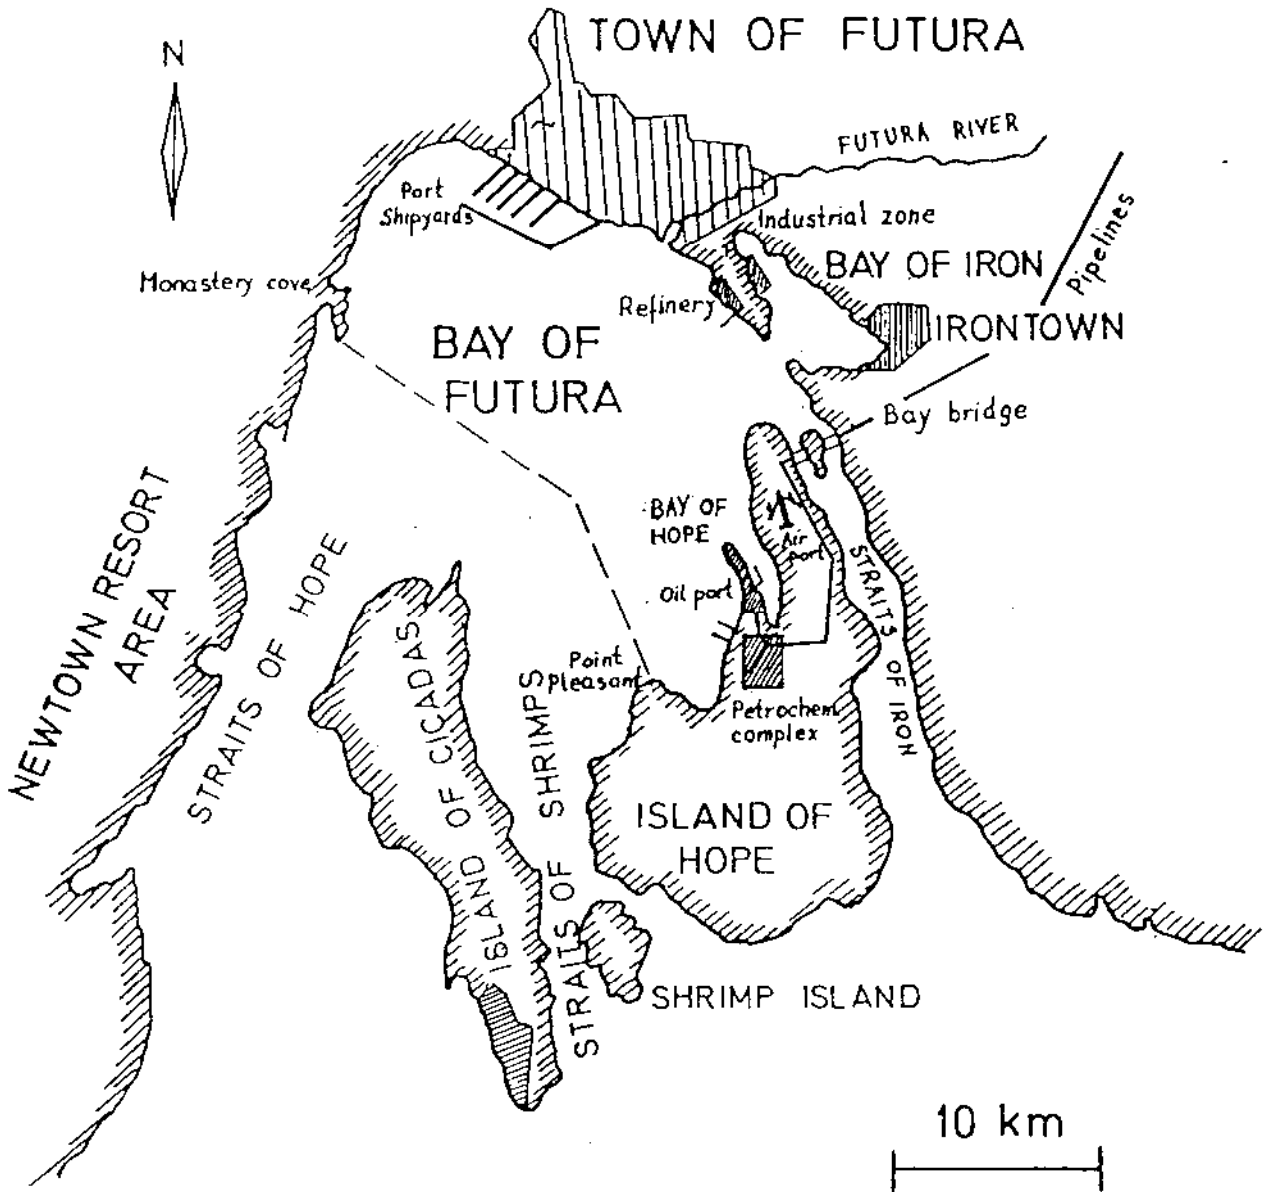 TOWN OF FUTURA
N
FUTURA RIVER
Port
Shipyards
Industrial zone
Pipelines
BAY OF IRON
Monastery cove
Refinery
IRONTOWN
BAY OF
FUTURA
Bay bridge
BAY OF
HOPE
Air
port
STRAITS OF IRON
NEWTOWN RESORT
AREA
STRAITS OF HOPE
Oil port
ISLAND OF CICADAS
STRAITS OF SHRIMPS
Point
pleasant
Petrochem
complex
ISLAND OF
HOPE
SHRIMP ISLAND
10 km